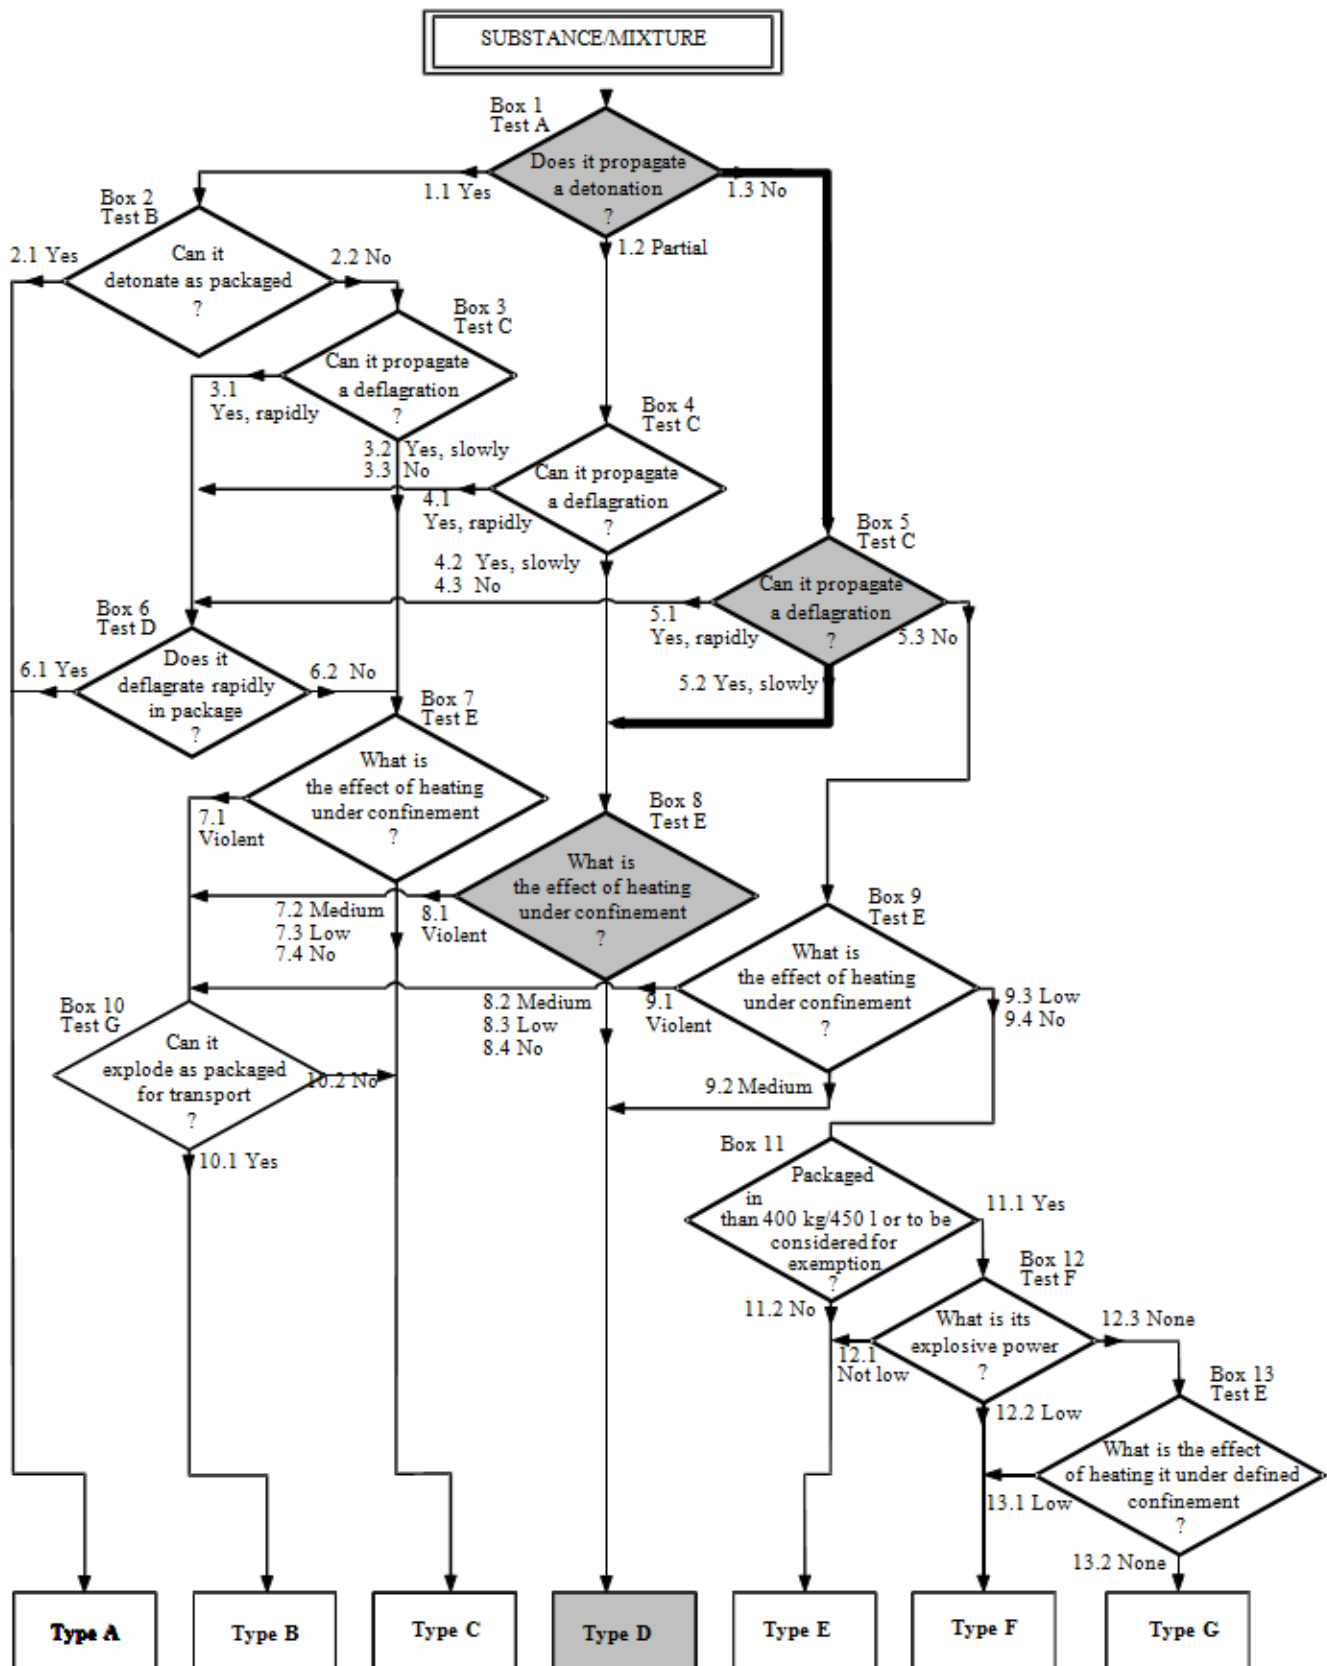 SUBSTANCE/MIXTURE
Box 1
Test A
Does it propagate
a detonation
?
1.1 Yes
1.3 No
1.2 Partial
Box 2
Test B
2.1 Yes
Can it
detonate as packaged
?
2.2 No
Box 3
Test C
Can it propagate
a deflagration
?
3.1
Yes, rapidly
3.2 Yes, slowly
3.3 No
Box 4
Test C
Can it propagate
a deflagration
?
4.1
Yes, rapidly
4.2 Yes, slowly
4.3 No
Box 5
Test C
Can it propagate
a deflagration
?
5.1
Yes, rapidly
5.3 No
5.2 Yes, slowly
Box 6
Test D
6.1 Yes
Does it
deflagrate rapidly
in package
?
6.2 No
Box 7
Test E
What is
the effect of heating
under confinement
?
7.1
Violent
7.2 Medium
7.3 Low
7.4 No
Box 8
Test E
What is
the effect of heating
under confinement
?
8.1
Violent
8.2 Medium
8.3 Low
8.4 No
Box 9
Test E
What is
the effect of heating
under confinement
?
9.1
Violent
9.3 Low
9.4 No
9.2 Medium
Box 10
Test G
Can it
explode as packaged
for transport
?
10.2 No
10.1 Yes
Box 11
Packaged
in
than 400 kg/450 l or to be
considered for
exemption
?
11.1 Yes
11.2 No
Box 12
Test F
What is its
explosive power
?
12.3 None
12.1
Not low
12.2 Low
Box 13
Test E
What is the effect
of heating it under defined
confinement
?
13.1 Low
13.2 None
Type A
Type B
Type C
Type D
Type E
Type F
Type G